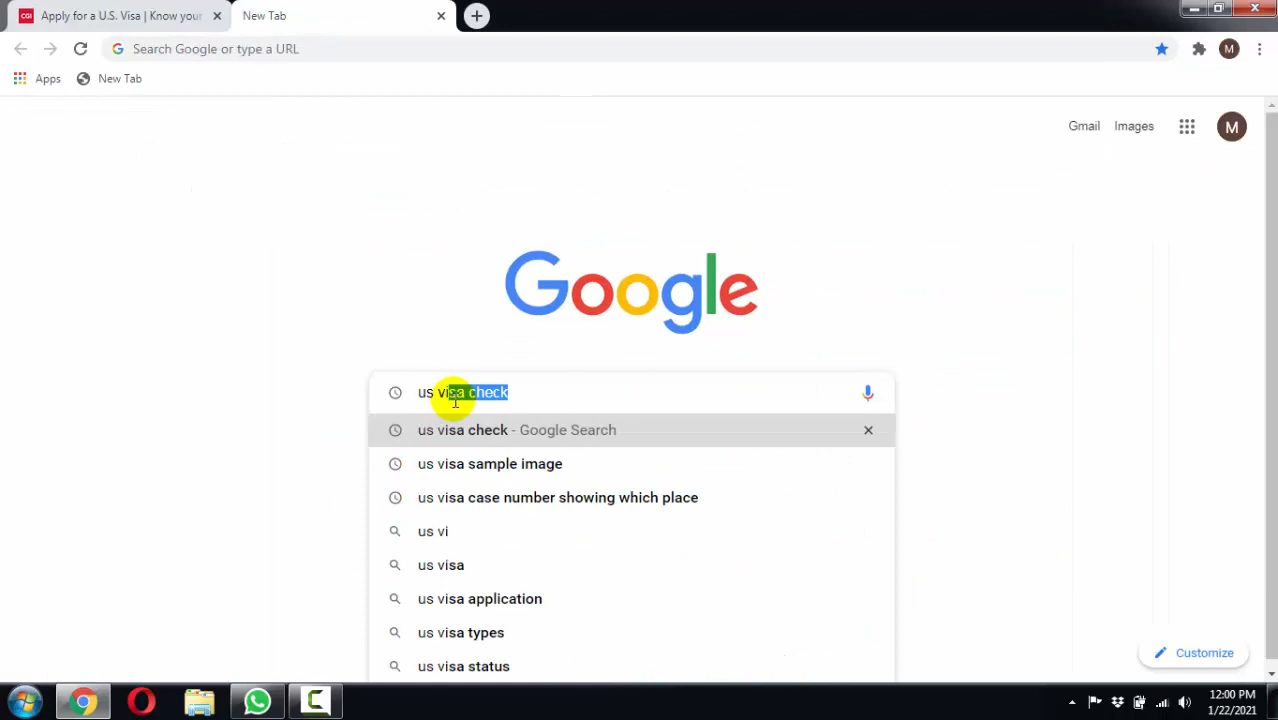 CGI Apply for a U.S. Visa | Know your
New Tab
Search Google or type a URL
M
Apps
New Tab
Gmail
Images
M
Google
us visa check
us visa check - Google Search
us visa sample image
us visa case number showing which place
us vi
us visa
us visa application
us visa types
us visa status
Customize
12:00 PM
1/22/2021